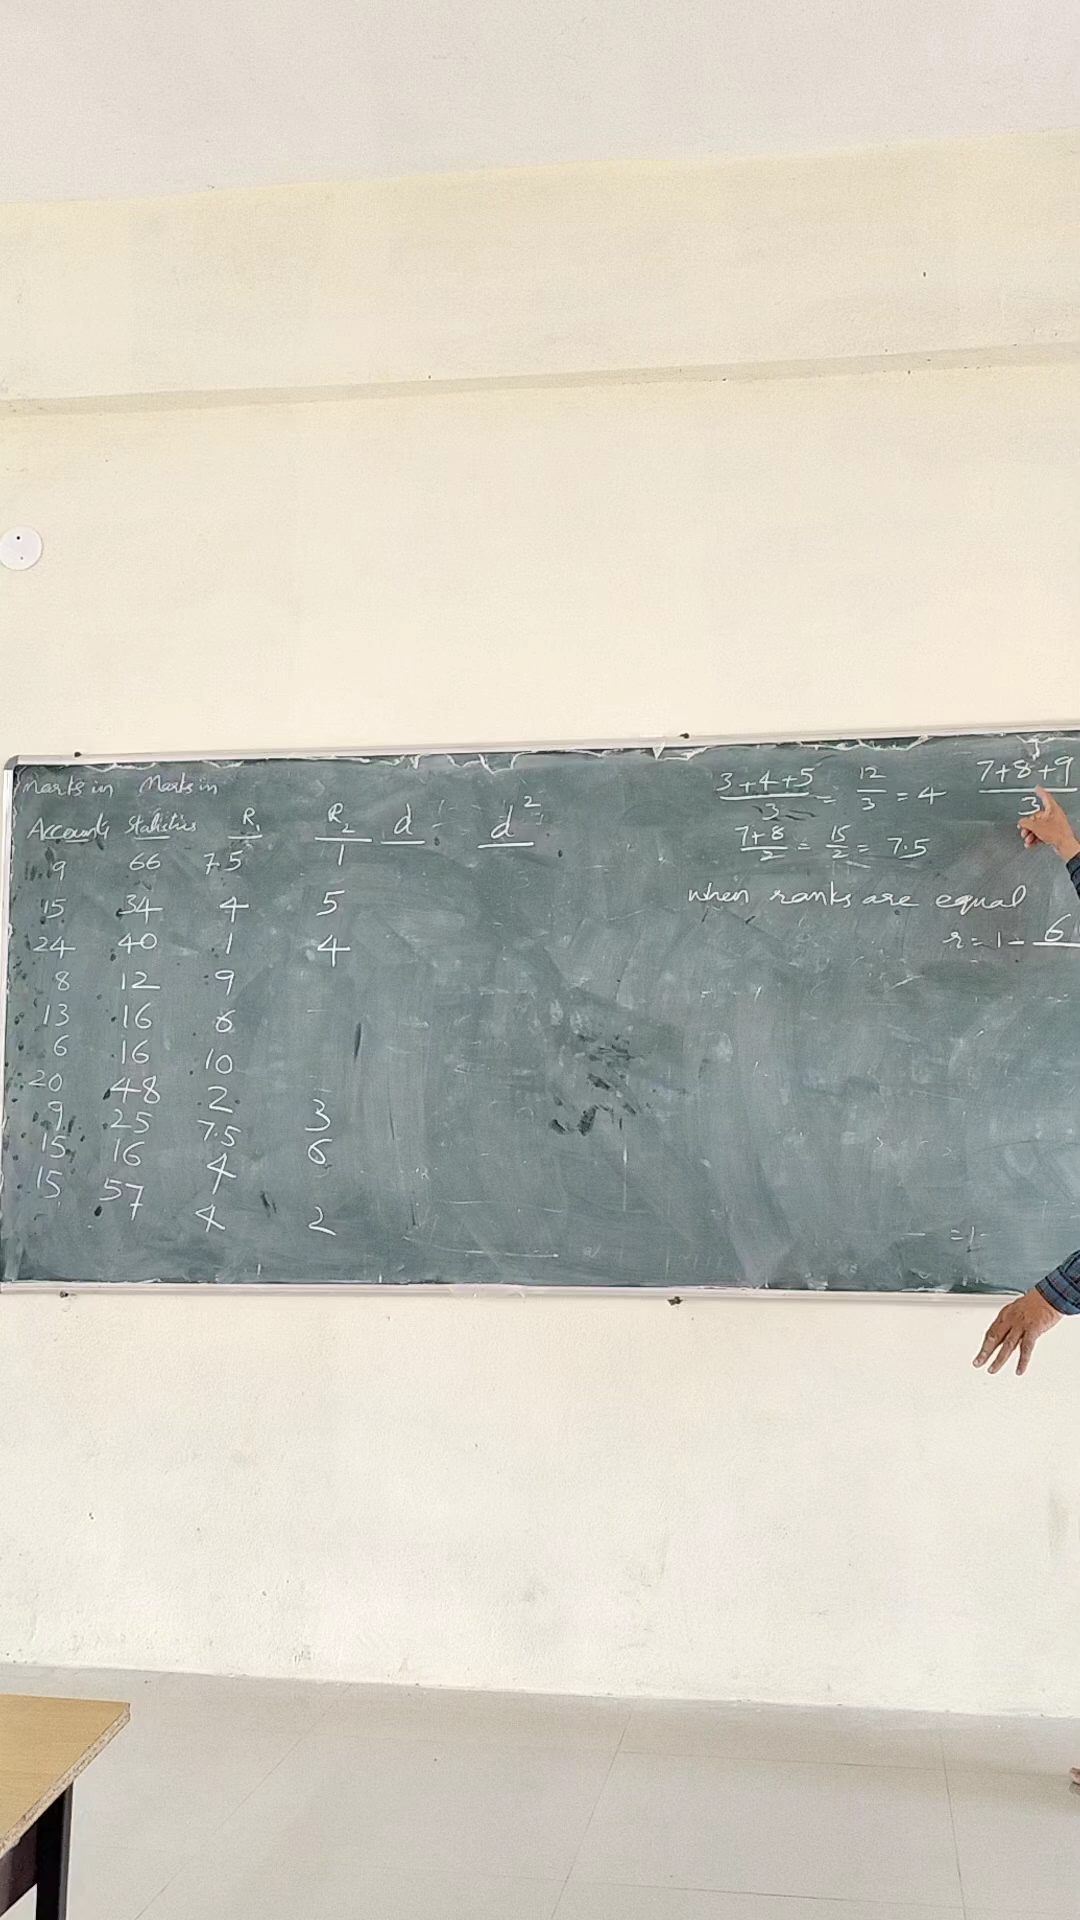 Marks in Marks in
Accounts Statistics R₁ R₂ d d²
9 66 7.5 1
15 34 4 5
24 40 1 4
8 12 9
13 16 6
6 16 10
20 48 2 3
9 25 7.5 6
15 16 4
15 57 4 2
3+4+5/3 = 12/3 = 4 7+8+9/3
7+8/2 = 15/2 = 7.5
when ranks are equal
r = 1 - 6
= 1 -